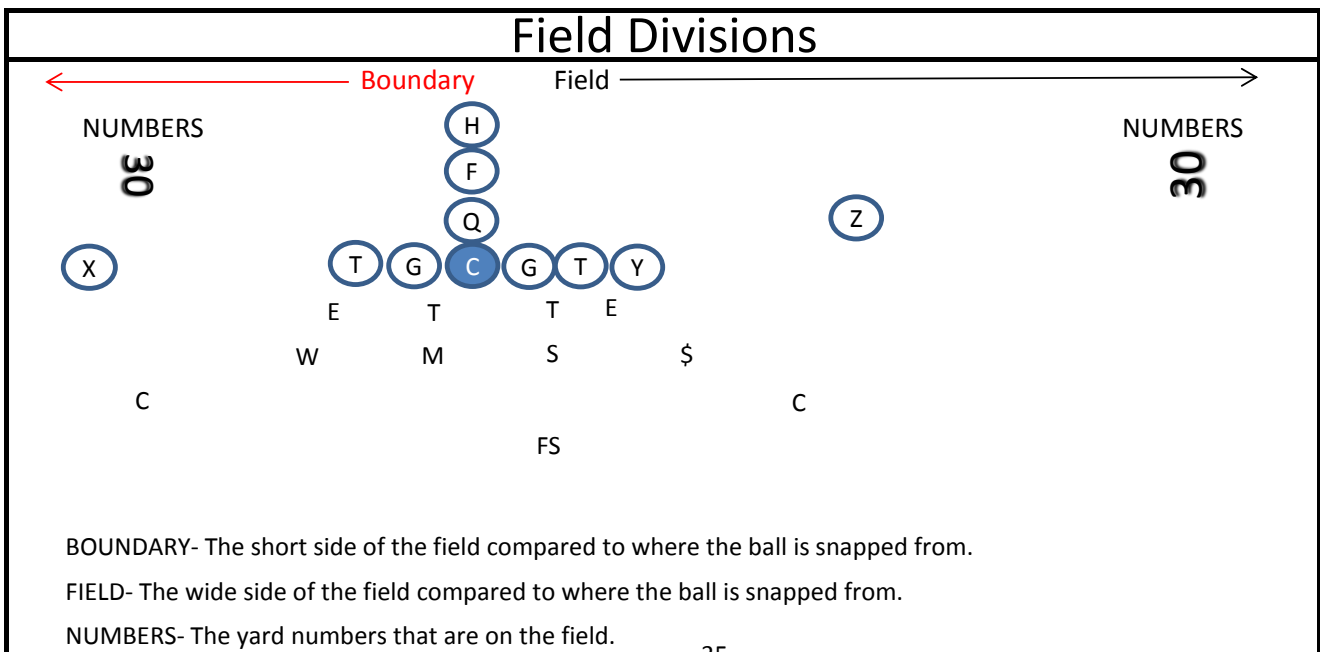 Field Divisions
Boundary Field
NUMBERS H NUMBERS
30 F 30
Q Z
X T G C G T Y
E T T E
W M S $
C C
FS
BOUNDARY- The short side of the field compared to where the ball is snapped from.
FIELD- The wide side of the field compared to where the ball is snapped from.
NUMBERS- The yard numbers that are on the field.